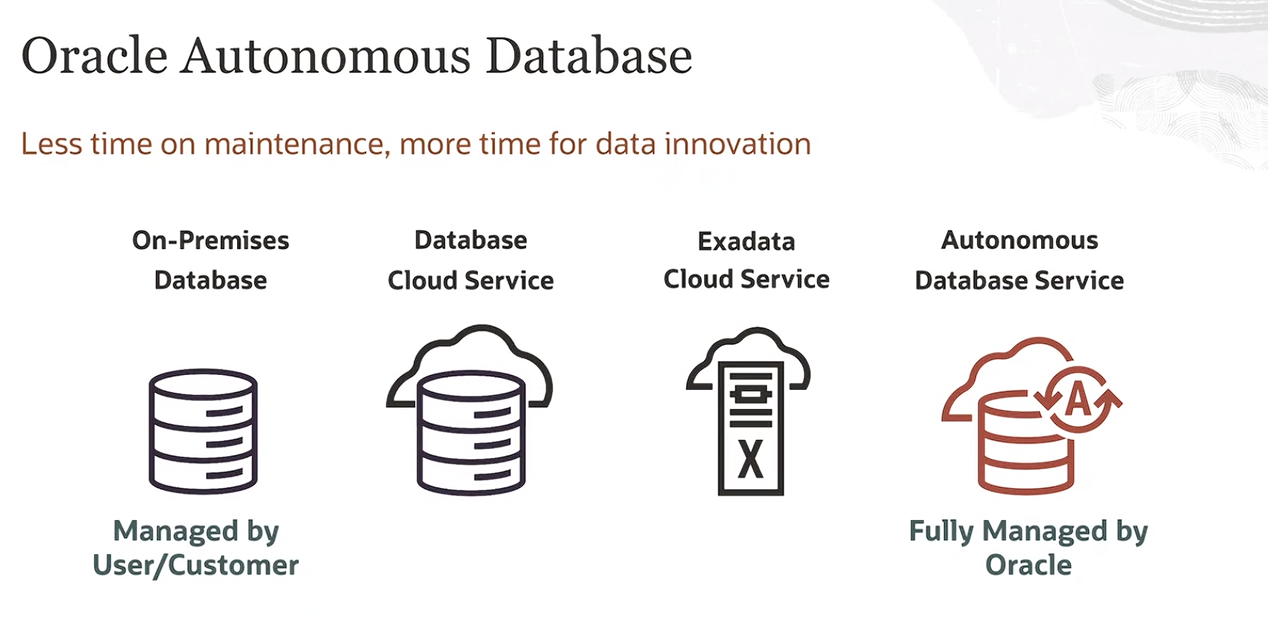 Oracle Autonomous Database
Less time on maintenance, more time for data innovation
On-Premises
Database
Database
Cloud Service
Exadata
Cloud Service
Autonomous
Database Service
X
A
Managed by
User/Customer
Fully Managed by
Oracle